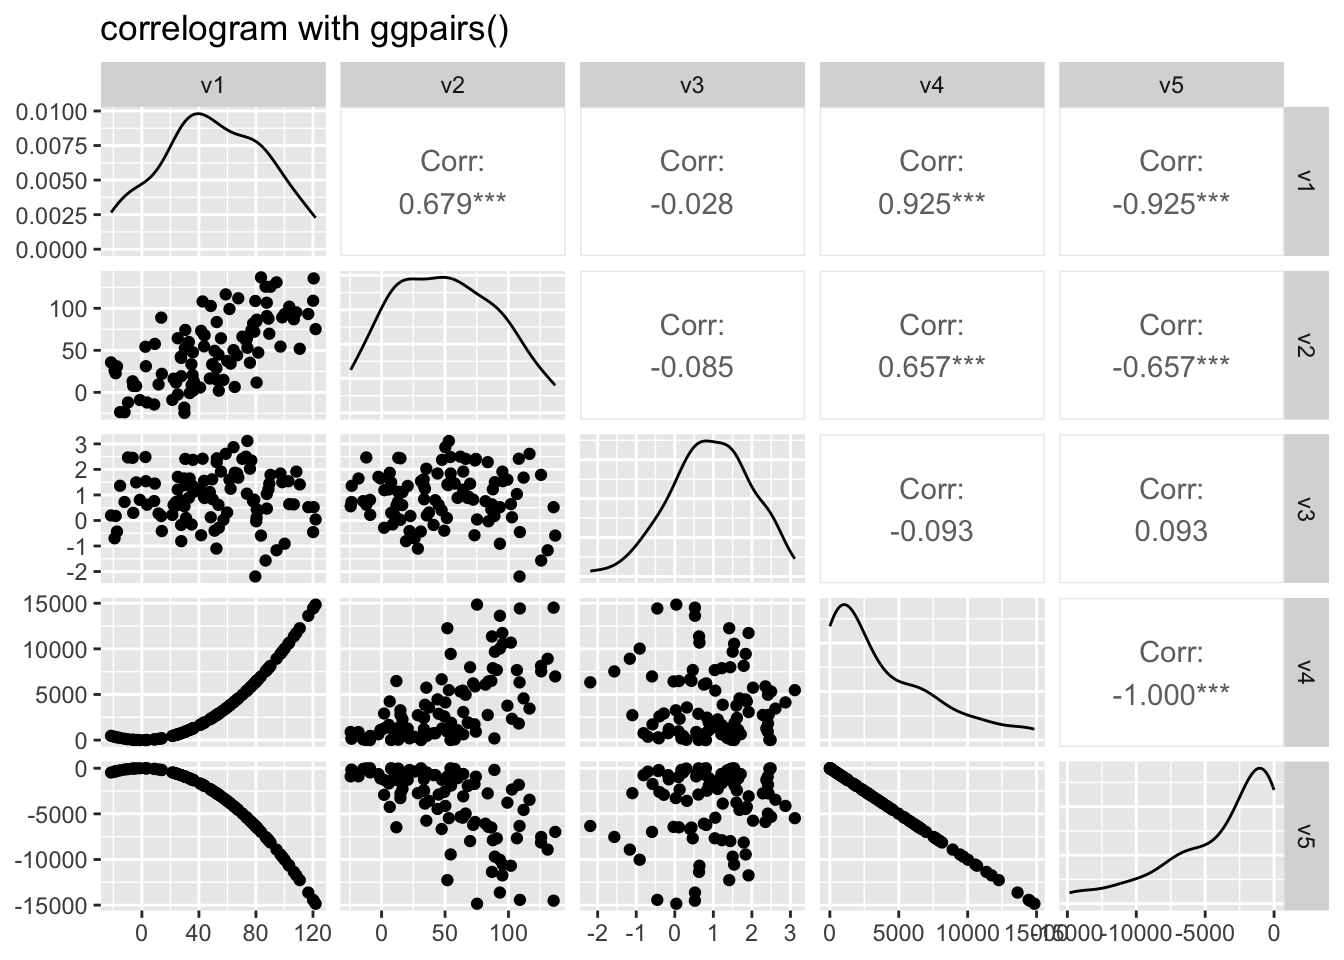 correlogram with ggpairs()
v1 v2 v3 v4 v5
0.0100
0.0075
0.0050
0.0025
0.0000
Corr:
0.679***
Corr:
-0.028
Corr:
0.925***
Corr:
-0.925***
v1
100
50
0
Corr:
-0.085
Corr:
0.657***
Corr:
-0.657***
v2
3
2
1
0
-1
-2
Corr:
-0.093
Corr:
0.093
v3
15000
10000
5000
0
Corr:
-1.000***
v4
0
-5000
-10000
-15000
v5
0 40 80 120 0 50 100 -2 -1 0 1 2 3 0 5000 10000 15000 -15000 -10000 -5000 0